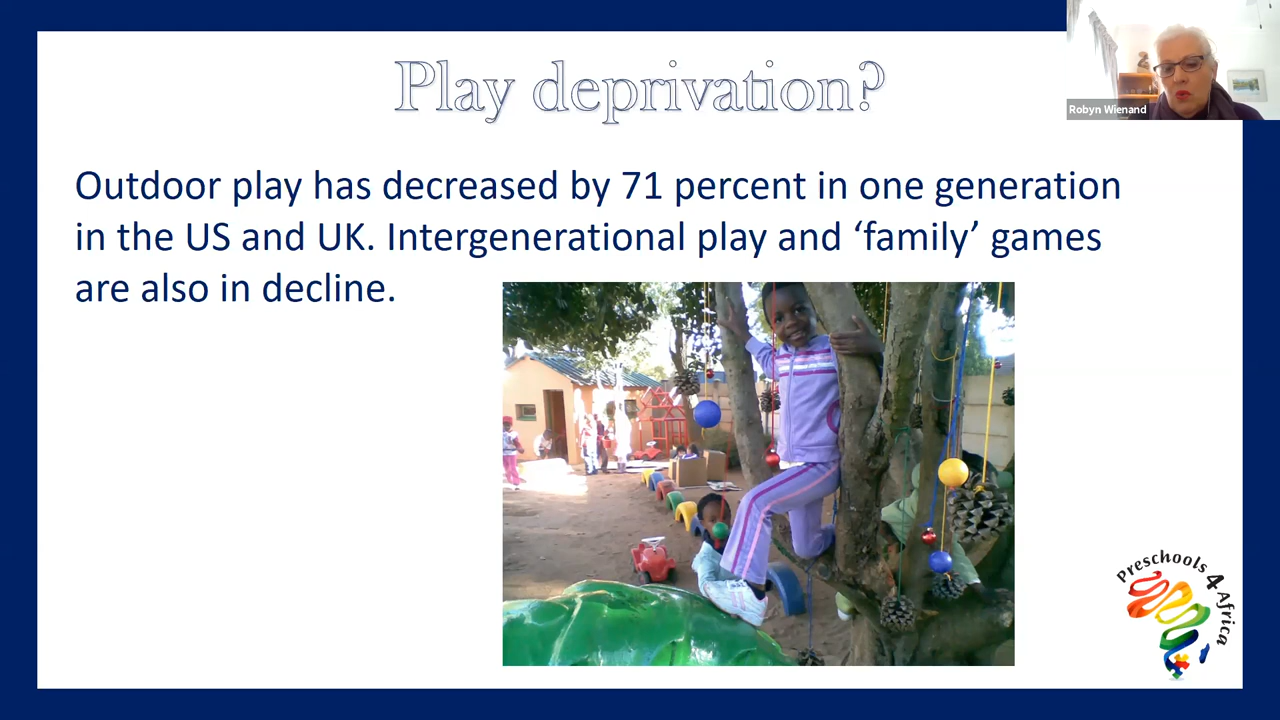 Play deprivation?
Robyn Wienand
Outdoor play has decreased by 71 percent in one generation
in the US and UK. Intergenerational play and ‘family’ games
are also in decline.
Preschools 4 Africa